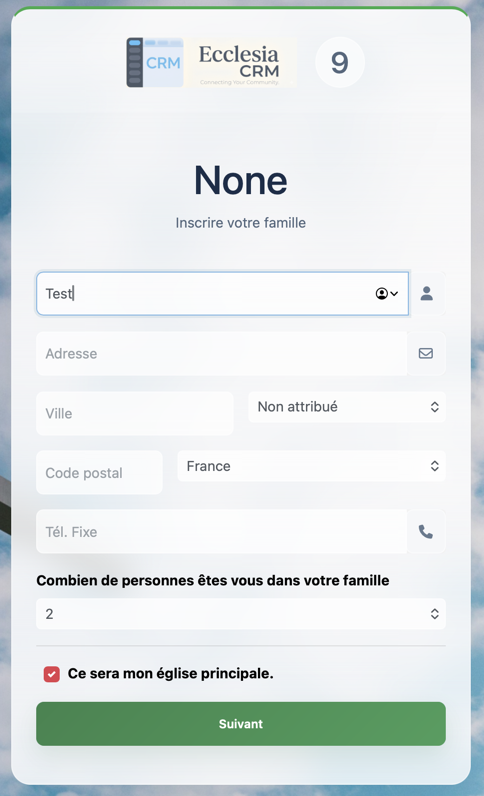 CRM
Ecclesia
CRM
Connecting Your Community
9
None
Inscrire votre famille
Test
Adresse
Ville
Non attribué
Code postal
France
Tél. Fixe
Combien de personnes êtes vous dans votre famille
2
Ce sera mon église principale.
Suivant